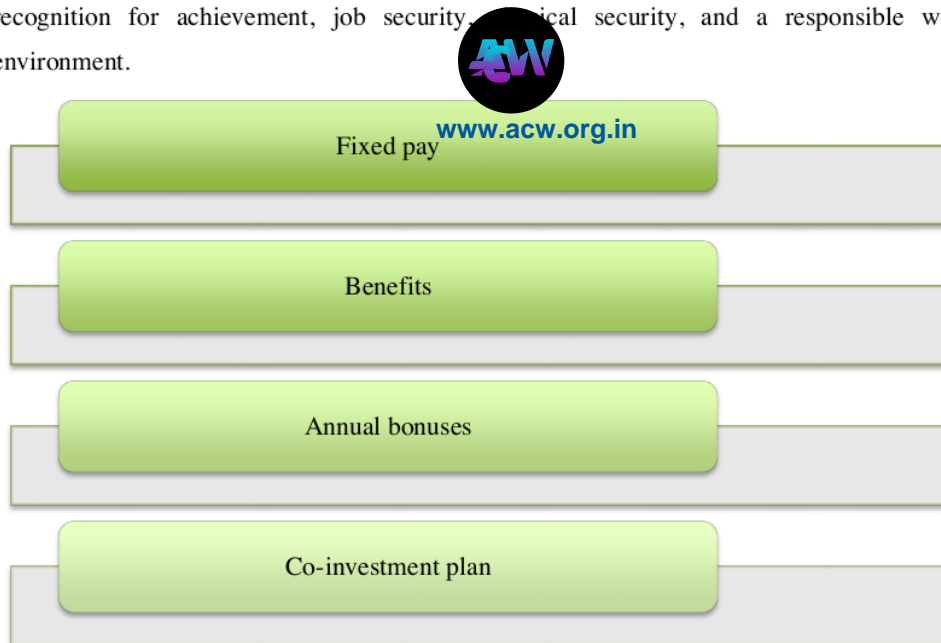 recognition for achievement, job security, security, and a responsible
environment.
ACW
www.acw.org.in
Fixed pay
Benefits
Annual bonuses
Co-investment plan